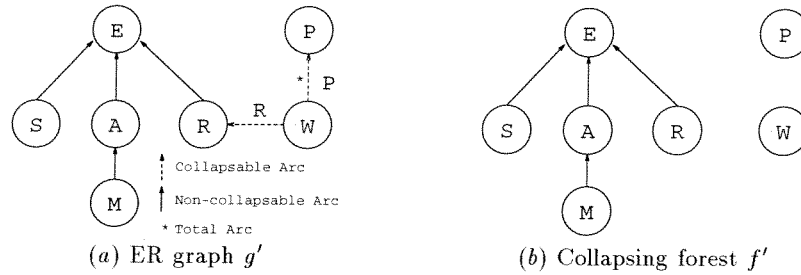 E P
* P
S A R R W
M
Collapsable Arc
Non-collapsable Arc
* Total Arc
(a) ER graph g′
E P
S A R W
M
(b) Collapsing forest f′